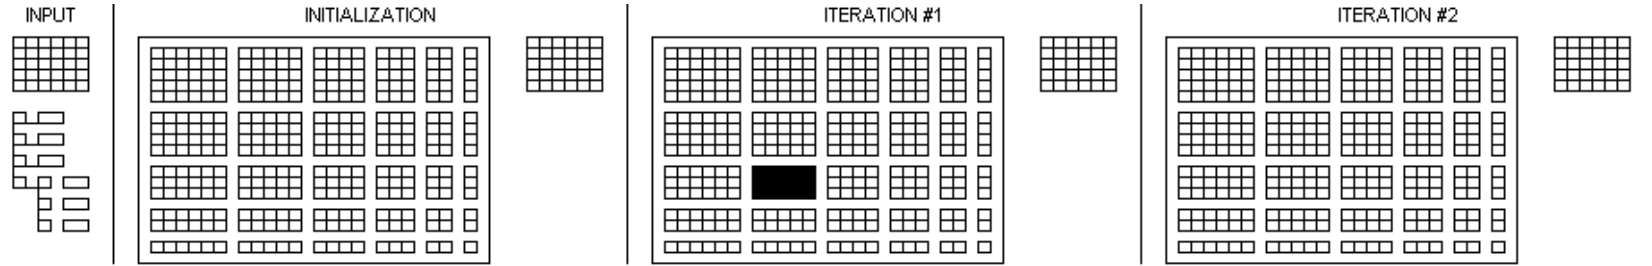 INPUT
INITIALIZATION
ITERATION #1
ITERATION #2